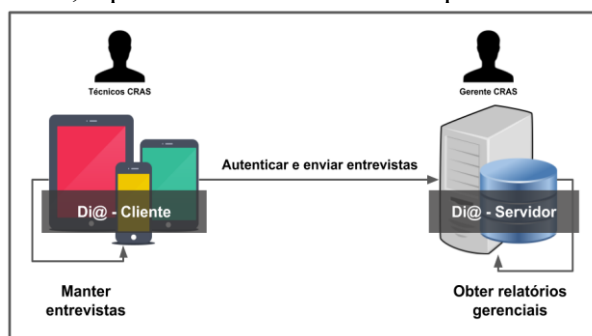 Técnicos CRAS
Gerente CRAS
Autenticar e enviar entrevistas
Di@ - Cliente
Di@ - Servidor
Manter
entrevistas
Obter relatórios
gerenciais